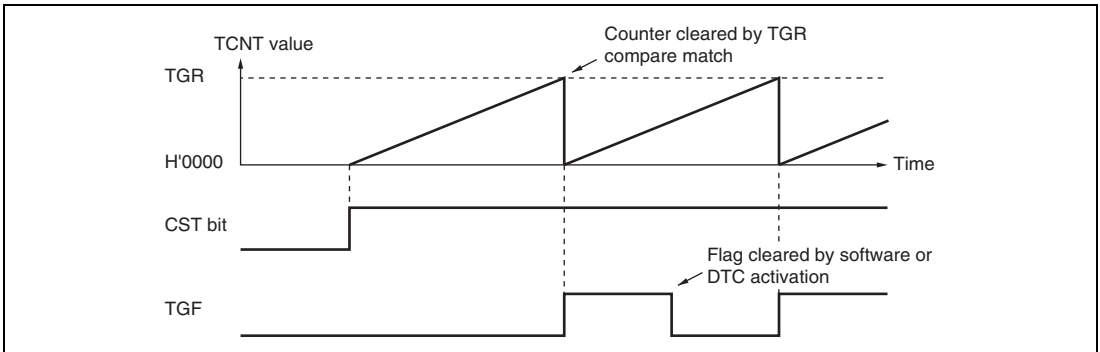 TCNT value
Counter cleared by TGR
compare match
TGR
H'0000
Time
CST bit
Flag cleared by software or
DTC activation
TGF